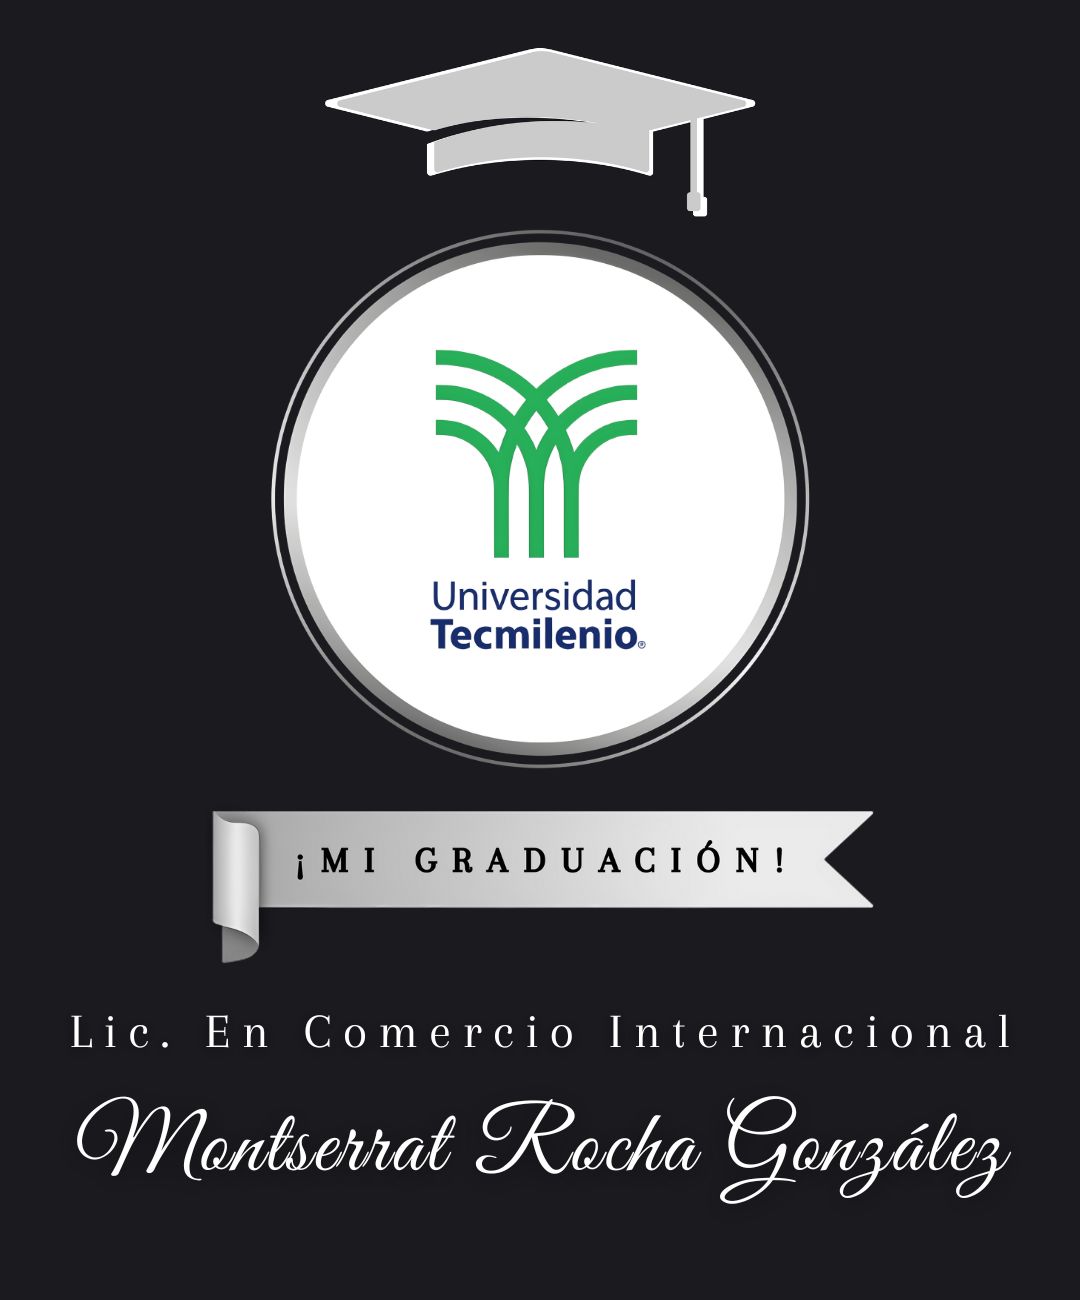 Universidad
Tecmilenio®
¡MI GRADUACIÓN!
Lic. En Comercio Internacional
Montserrat Rocha González